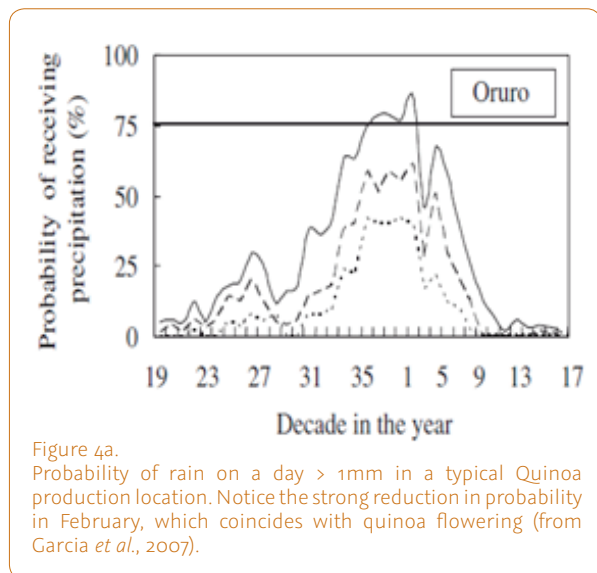 100
Oruro
75
50
25
0
Probability of receiving
precipitation (%)
19 23 27 31 35 1 5 9 13 17
Decade in the year
Figure 4a.
Probability of rain on a day > 1mm in a typical Quinoa
production location. Notice the strong reduction in probability
in February, which coincides with quinoa flowering (from
Garcia et al., 2007).